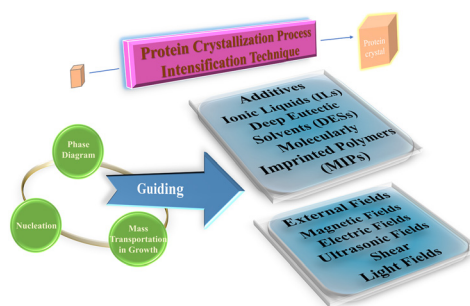 Protein Crystallization Process
Intensification Technique
Protein
crystal
Additives
Ionic Liquids (ILs)
Deep Eutectic
Solvents (DESs)
Molecularly
Imprinted Polymers
(MIPs)
Phase
Diagram
Guiding
Nucleation
Mass
Transportation
in Growth
External Fields
Magnetic Fields
Electric Fields
Ultrasonic Fields
Shear
Light Fields